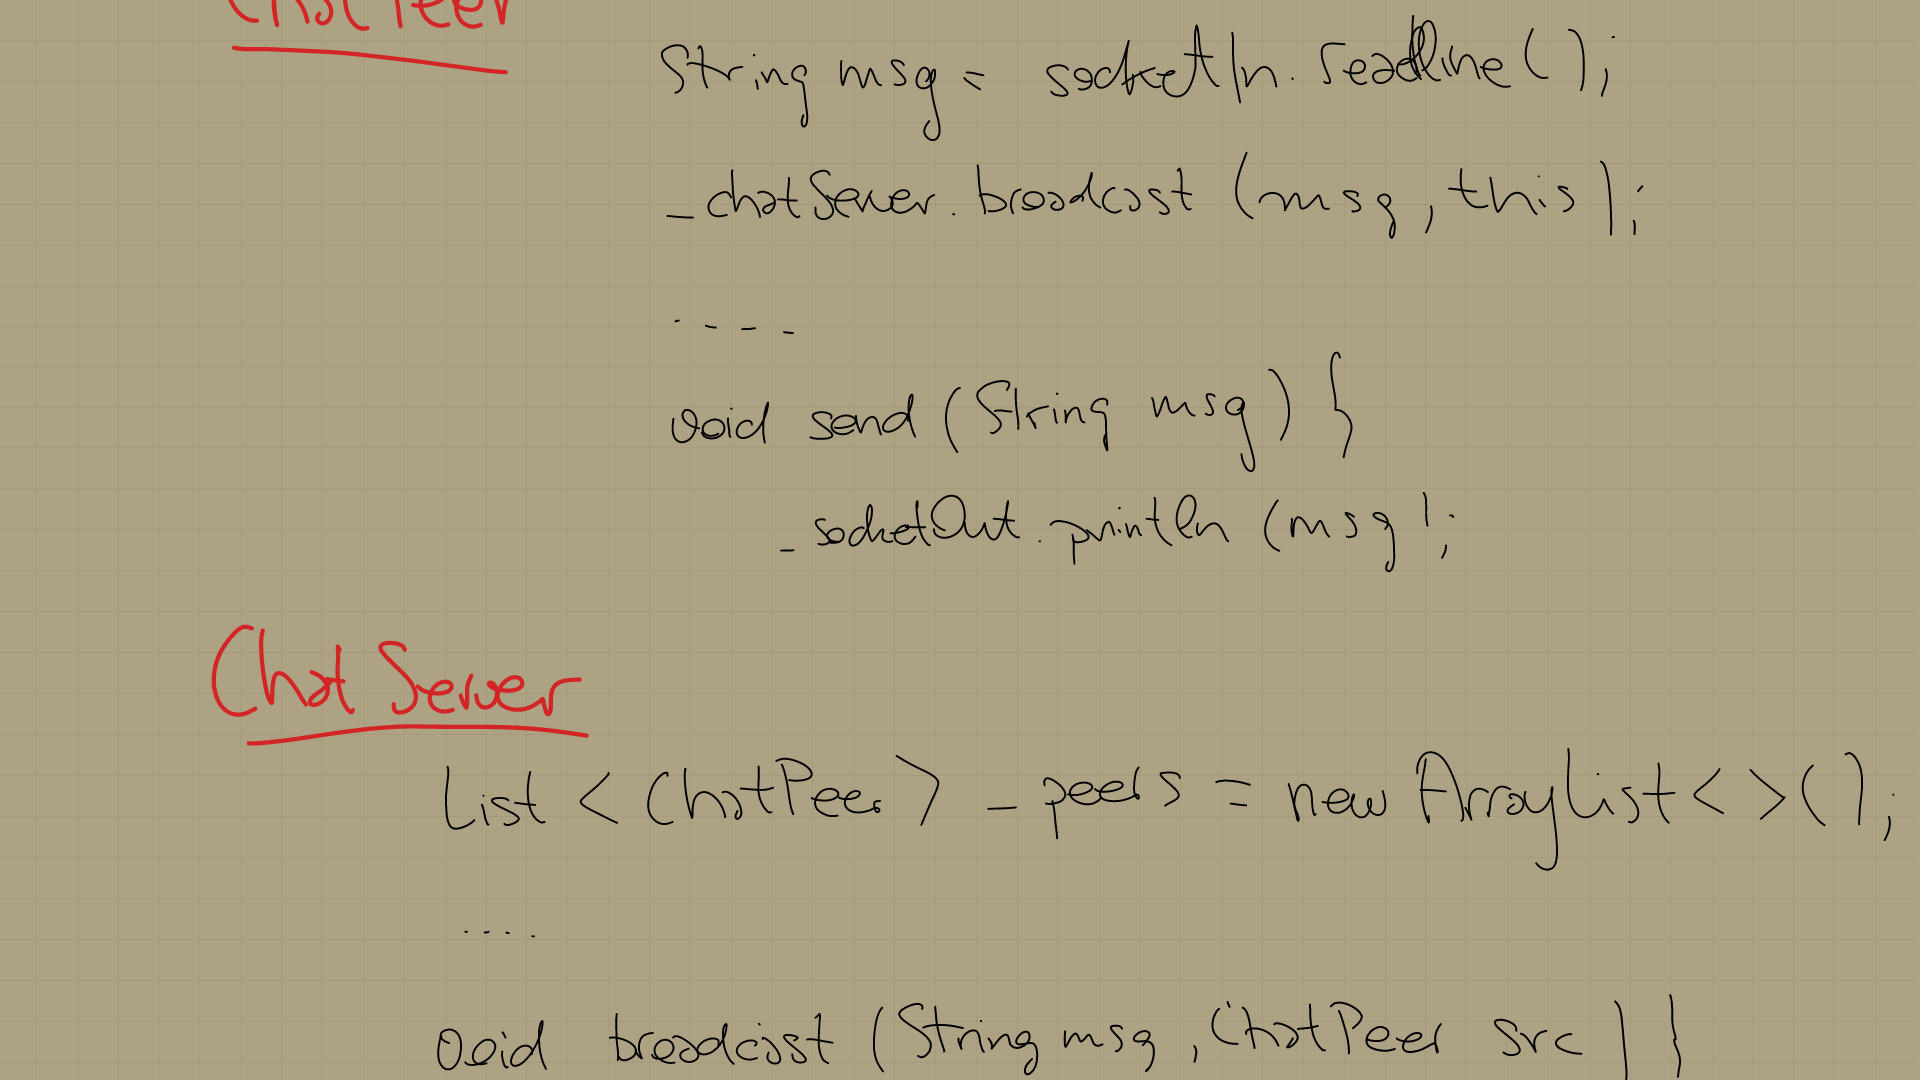 ChatPeer
String msg = socketIn.readline();
_chatServer.broadcast (msg, this);
. - - -
void send (String msg) {
_socketOut.println (msg);
Chat Server
List < ChatPeer > _peers = new ArrayList < > ();
....
void broadcast (String msg, ChatPeer src) {